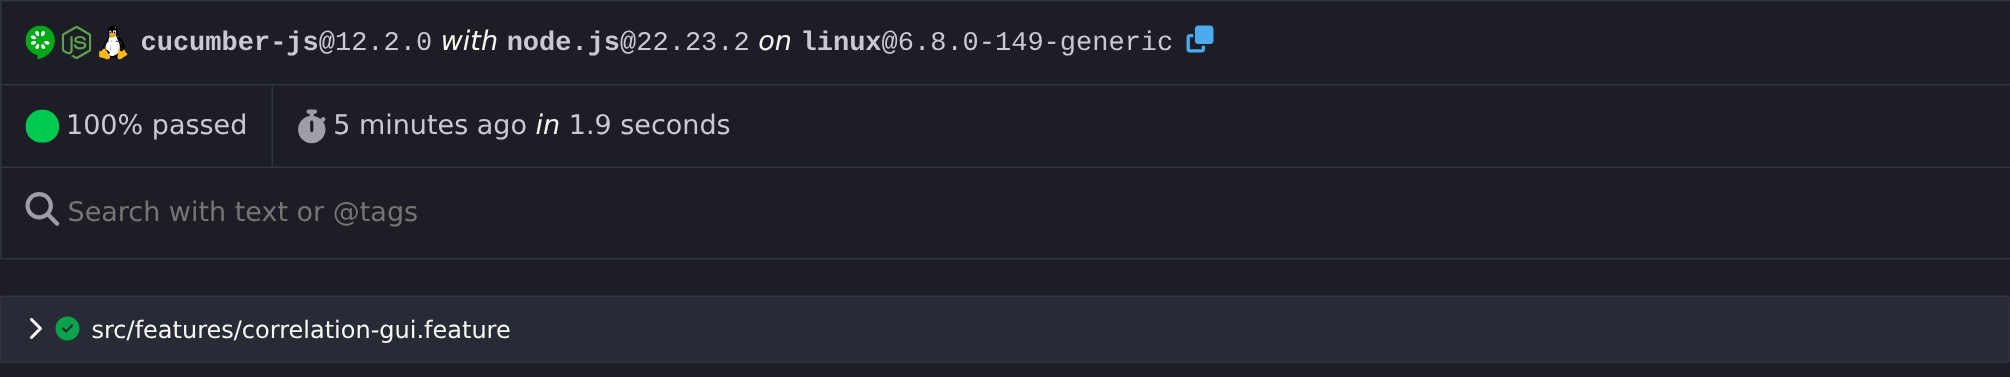 JS cucumber-js@12.2.0 with node.js@22.23.2 on linux@6.8.0-149-generic
100% passed 5 minutes ago in 1.9 seconds
Search with text or @tags
src/features/correlation-gui.feature